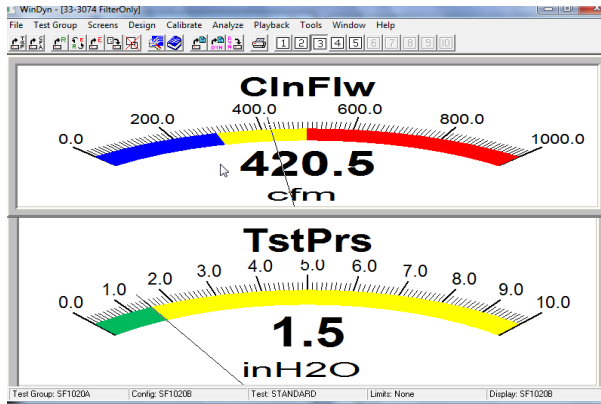 WinDyn - [33-3074 FilterOnly]
File Test Group Screens Design Calibrate Analyze Playback Tools Window Help
1 2 3 4 5 6 7 8 9 10
ClnFlw
0.0 200.0 400.0 600.0 800.0 1000.0
420.5
cfm
TstPrs
0.0 1.0 2.0 3.0 4.0 5.0 6.0 7.0 8.0 9.0 10.0
1.5
inH2O
Test Group: SF1020A Config: SF1020B Test: STANDARD Limits: None Display: SF1020B